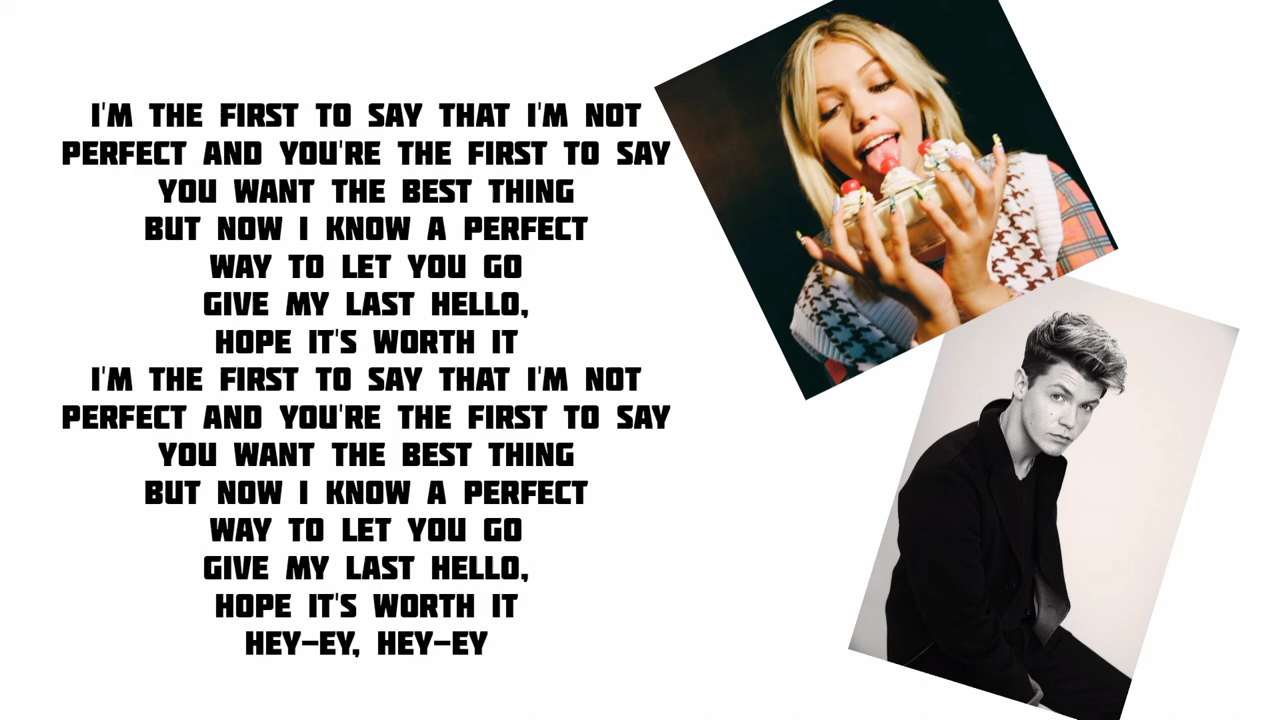 I'M THE FIRST TO SAY THAT I'M NOT
PERFECT AND YOU'RE THE FIRST TO SAY
YOU WANT THE BEST THING
BUT NOW I KNOW A PERFECT
WAY TO LET YOU GO
GIVE MY LAST HELLO,
HOPE IT'S WORTH IT
I'M THE FIRST TO SAY THAT I'M NOT
PERFECT AND YOU'RE THE FIRST TO SAY
YOU WANT THE BEST THING
BUT NOW I KNOW A PERFECT
WAY TO LET YOU GO
GIVE MY LAST HELLO,
HOPE IT'S WORTH IT
HEY-EY, HEY-EY